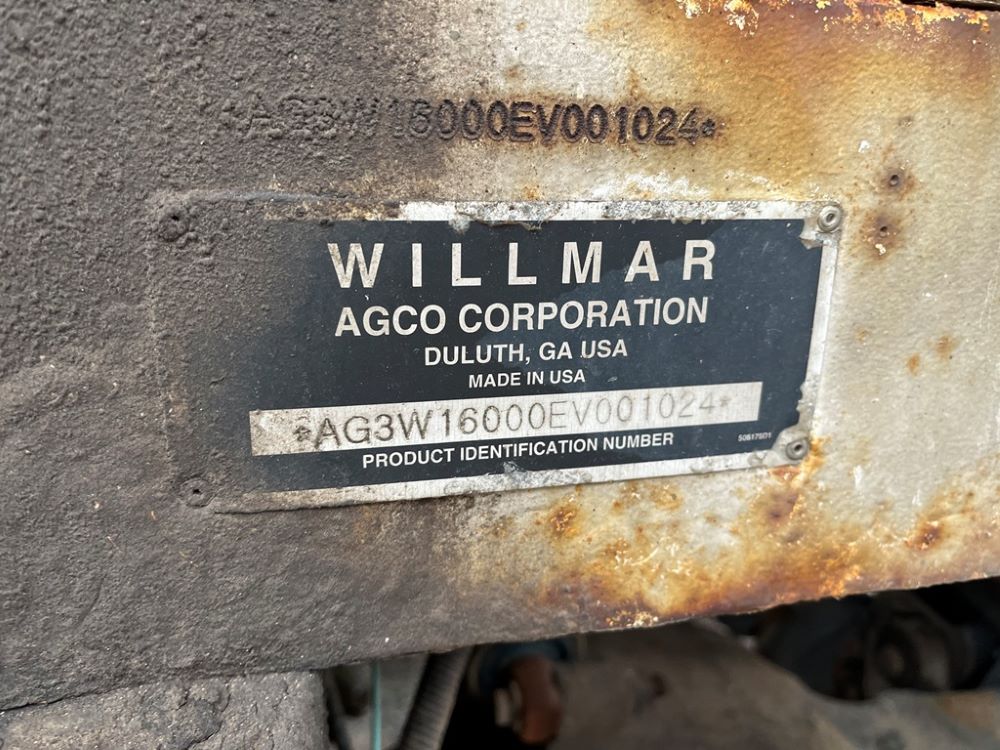 *AG3W16000EV001024*
WILLMAR
AGCO CORPORATION
DULUTH, GA USA
MADE IN USA
*AG3W16000EV001024*
PRODUCT IDENTIFICATION NUMBER